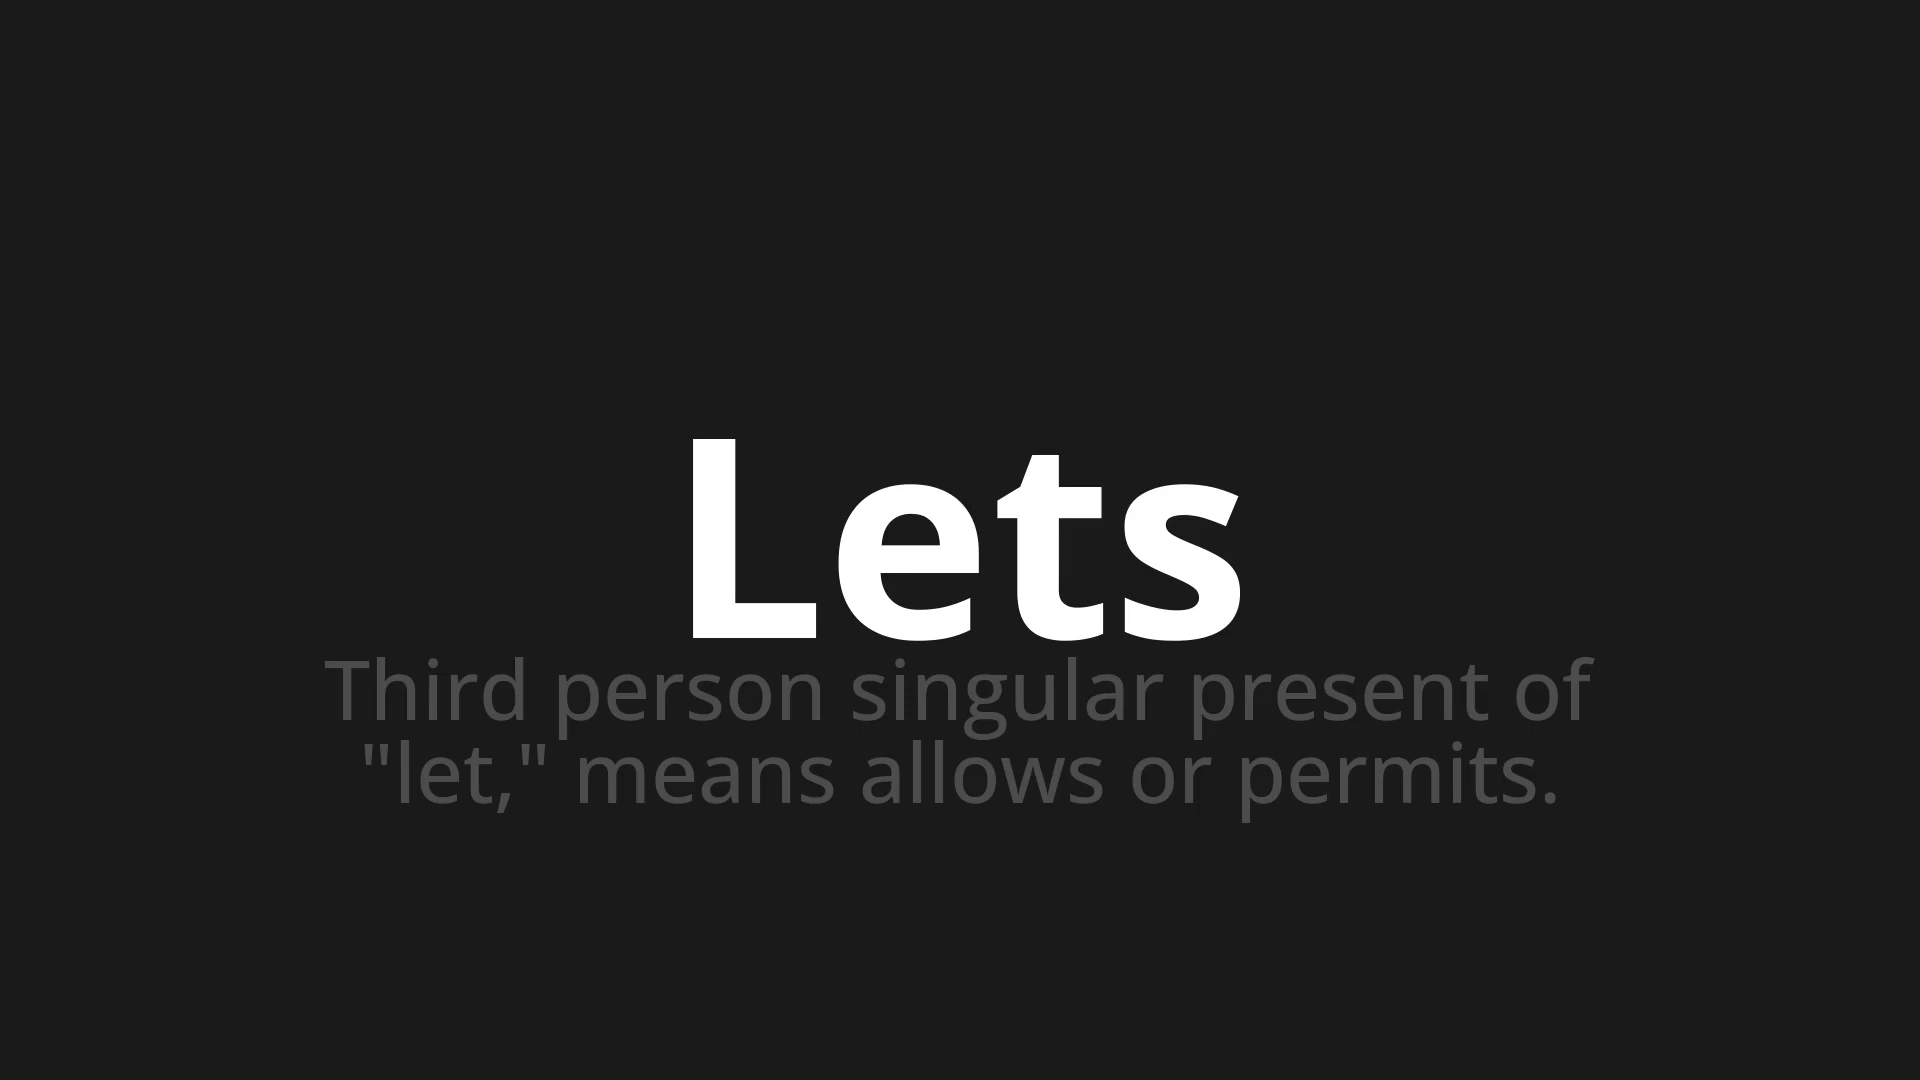 Lets
Third person singular present of
"let," means allows or permits.